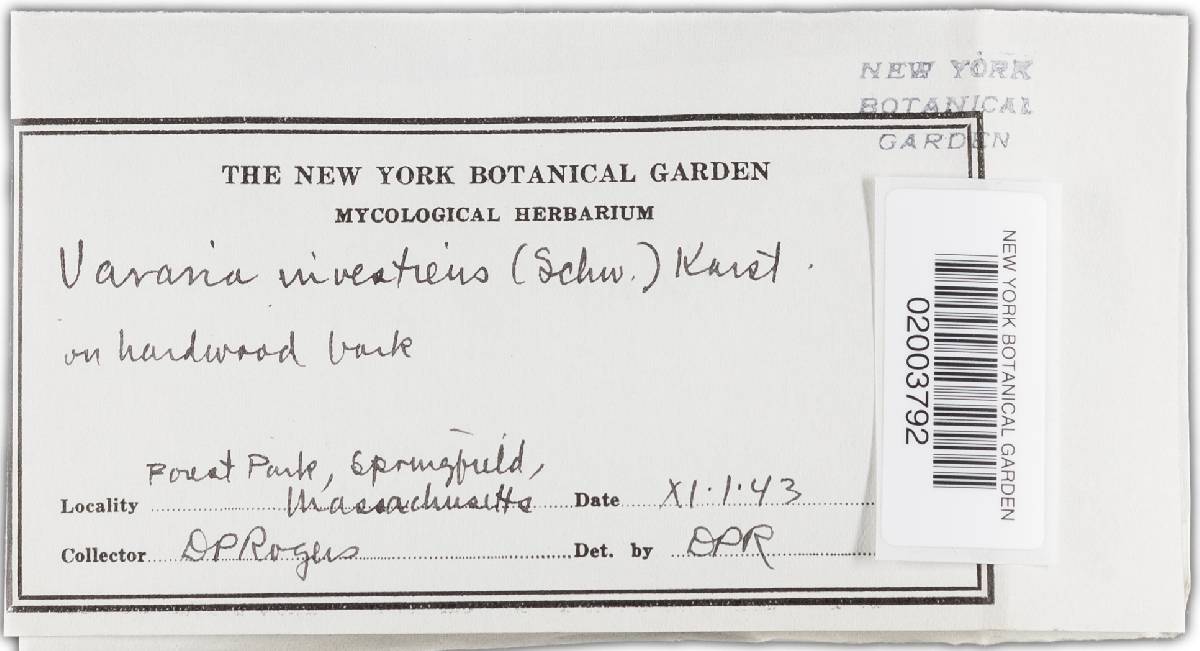 NEW YORK
BOTANICAL
GARDEN
THE NEW YORK BOTANICAL GARDEN
MYCOLOGICAL HERBARIUM
Vararia investiens (Schw.) Karst.
on hardwood bark
Forest Park, Springfield,
Locality Massachusetts Date XI.1.43
Collector DPRogers Det. by DPR
NEW YORK BOTANICAL GARDEN
02003792